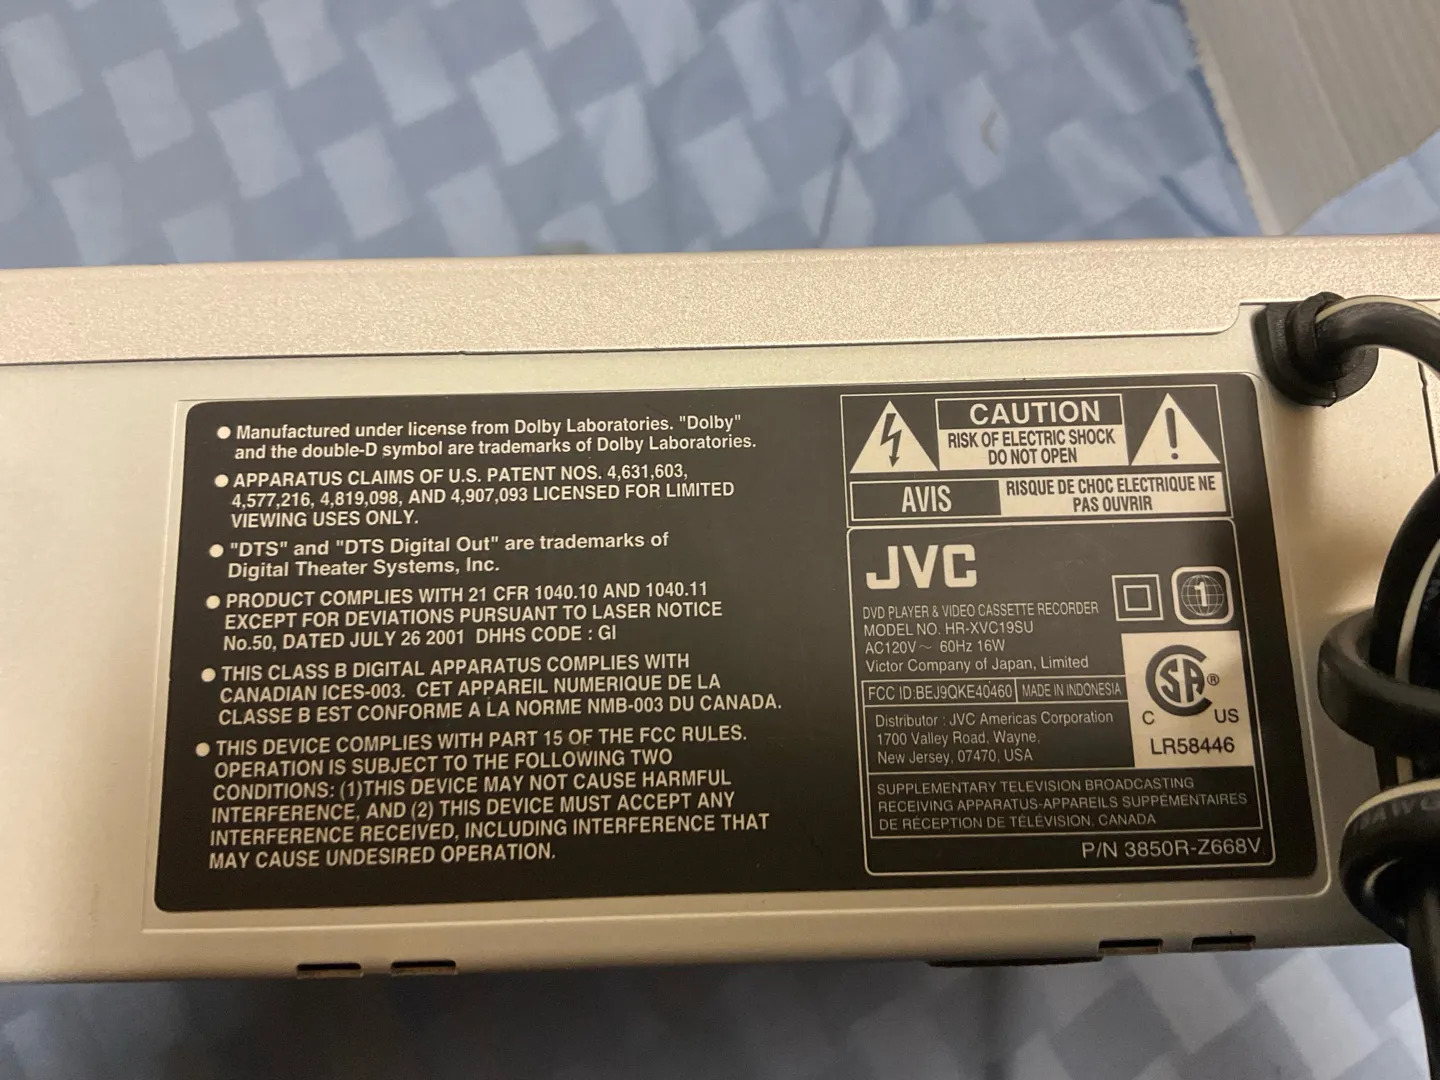 ● Manufactured under license from Dolby Laboratories. "Dolby"
and the double-D symbol are trademarks of Dolby Laboratories.
● APPARATUS CLAIMS OF U.S. PATENT NOS. 4,631,603,
4,577,216, 4,819,098, AND 4,907,093 LICENSED FOR LIMITED
VIEWING USES ONLY.
● "DTS" and "DTS Digital Out" are trademarks of
Digital Theater Systems, Inc.
● PRODUCT COMPLIES WITH 21 CFR 1040.10 AND 1040.11
EXCEPT FOR DEVIATIONS PURSUANT TO LASER NOTICE
No.50, DATED JULY 26 2001 DHHS CODE : GI
● THIS CLASS B DIGITAL APPARATUS COMPLIES WITH
CANADIAN ICES-003. CET APPAREIL NUMERIQUE DE LA
CLASSE B EST CONFORME A LA NORME NMB-003 DU CANADA.
● THIS DEVICE COMPLIES WITH PART 15 OF THE FCC RULES.
OPERATION IS SUBJECT TO THE FOLLOWING TWO
CONDITIONS: (1)THIS DEVICE MAY NOT CAUSE HARMFUL
INTERFERENCE, AND (2) THIS DEVICE MUST ACCEPT ANY
INTERFERENCE RECEIVED, INCLUDING INTERFERENCE THAT
MAY CAUSE UNDESIRED OPERATION.
CAUTION
RISK OF ELECTRIC SHOCK
DO NOT OPEN
AVIS
RISQUE DE CHOC ELECTRIQUE NE
PAS OUVRIR
JVC
DVD PLAYER & VIDEO CASSETTE RECORDER
MODEL NO. HR-XVC19SU
AC120V～ 60Hz 16W
Victor Company of Japan, Limited
1
FCC ID:BEJ9QKE40460
MADE IN INDONESIA
Distributor : JVC Americas Corporation
1700 Valley Road, Wayne,
New Jersey, 07470, USA
SA®
C US
LR58446
SUPPLEMENTARY TELEVISION BROADCASTING
RECEIVING APPARATUS-APPAREILS SUPPÉMENTAIRES
DE RÉCEPTION DE TÉLÉVISION, CANADA
P/N 3850R-Z668V